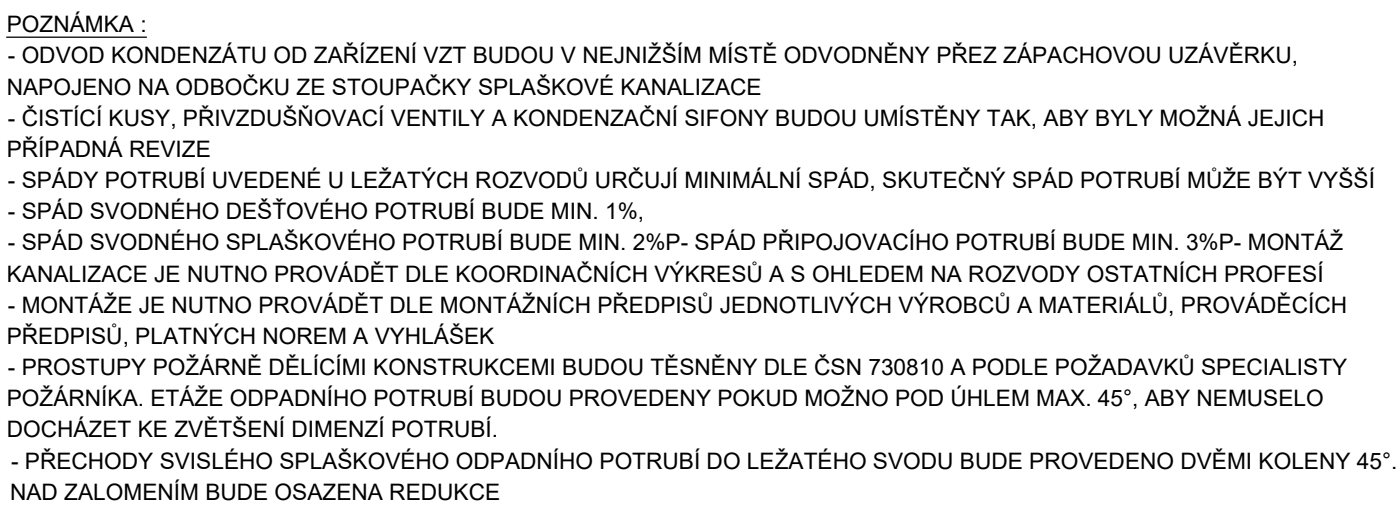 POZNÁMKA :
- ODVOD KONDENZÁTU OD ZAŘÍZENÍ VZT BUDOU V NEJNIŽŠÍM MÍSTĚ ODVODNĚNY PŘEZ ZÁPACHOVOU UZÁVĚRKU,
NAPOJENO NA ODBOČKU ZE STOUPAČKY SPLAŠKOVÉ KANALIZACE
- ČISTÍCÍ KUSY, PŘIVZDUŠŇOVACÍ VENTILY A KONDENZAČNÍ SIFONY BUDOU UMÍSTĚNY TAK, ABY BYLY MOŽNÁ JEJICH
PŘÍPADNÁ REVIZE
- SPÁDY POTRUBÍ UVEDENÉ U LEŽATÝCH ROZVODŮ URČUJÍ MINIMÁLNÍ SPÁD, SKUTEČNÝ SPÁD POTRUBÍ MŮŽE BÝT VYŠŠÍ
- SPÁD SVODNÉHO DEŠŤOVÉHO POTRUBÍ BUDE MIN. 1%,
- SPÁD SVODNÉHO SPLAŠKOVÉHO POTRUBÍ BUDE MIN. 2%P- SPÁD PŘIPOJOVACÍHO POTRUBÍ BUDE MIN. 3%P- MONTÁŽ
KANALIZACE JE NUTNO PROVÁDĚT DLE KOORDINAČNÍCH VÝKRESŮ A S OHLEDEM NA ROZVODY OSTATNÍCH PROFESÍ
- MONTÁŽE JE NUTNO PROVÁDĚT DLE MONTÁŽNÍCH PŘEDPISŮ JEDNOTLIVÝCH VÝROBCŮ A MATERIÁLŮ, PROVÁDĚCÍCH
PŘEDPISŮ, PLATNÝCH NOREM A VYHLÁŠEK
- PROSTUPY POŽÁRNĚ DĚLÍCÍMI KONSTRUKCEMI BUDOU TĚSNĚNY DLE ČSN 730810 A PODLE POŽADAVKŮ SPECIALISTY
POŽÁRNÍKA. ETÁŽE ODPADNÍHO POTRUBÍ BUDOU PROVEDENY POKUD MOŽNO POD ÚHLEM MAX. 45°, ABY NEMUSELO
DOCHÁZET KE ZVĚTŠENÍ DIMENZÍ POTRUBÍ.
- PŘECHODY SVISLÉHO SPLAŠKOVÉHO ODPADNÍHO POTRUBÍ DO LEŽATÉHO SVODU BUDE PROVEDENO DVĚMI KOLENY 45°.
NAD ZALOMENÍM BUDE OSAZENA REDUKCE